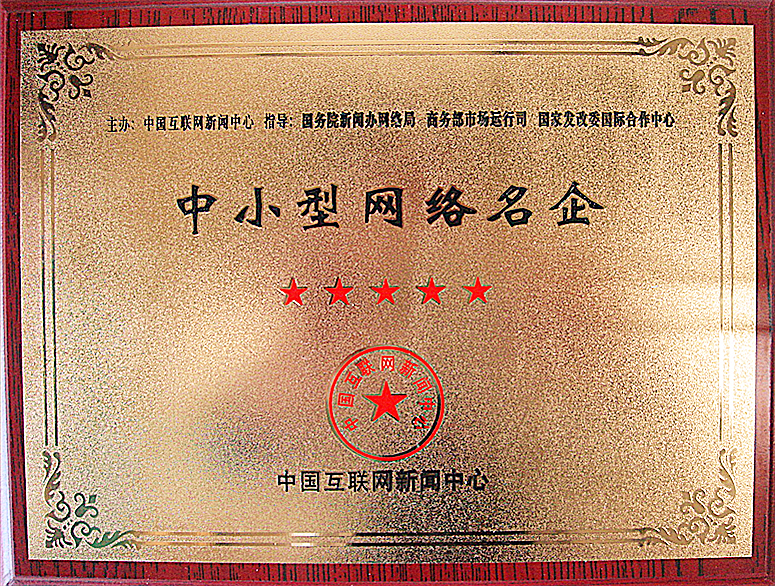 主办：中国互联网新闻中心 指导：国务院新闻办网络局 商务部市场运行司 国家发改委国际合作中心
中小型网络名企
中国互联网新闻中心
中国互联网新闻中心